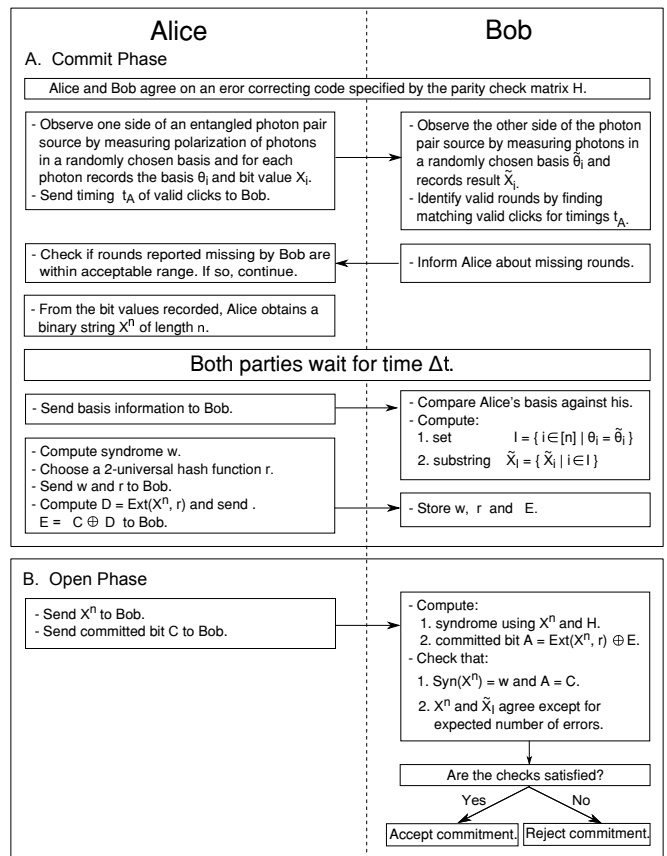 Alice
Bob
A. Commit Phase
Alice and Bob agree on an eror correcting code specified by the parity check matrix H.
- Observe one side of an entangled photon pair
source by measuring polarization of photons
in a randomly chosen basis and for each
photon records the basis θi and bit value Xi.
- Send timing tA of valid clicks to Bob.
- Observe the other side of the photon
pair source by measuring photons in
a randomly chosen basis θ̃i and
records result X̃i.
- Identify valid rounds by finding
matching valid clicks for timings tA.
- Check if rounds reported missing by Bob are
within acceptable range. If so, continue.
- Inform Alice about missing rounds.
- From the bit values recorded, Alice obtains a
binary string X^n of length n.
Both parties wait for time Δt.
- Send basis information to Bob.
- Compare Alice's basis against his.
- Compute:
1. set I = { i ∈ [n] | θi = θ̃i }
2. substring X̃I = { X̃i | i ∈ I }
- Compute syndrome w.
- Choose a 2-universal hash function r.
- Send w and r to Bob.
- Compute D = Ext(X^n, r) and send .
E = C ⊕ D to Bob.
- Store w, r and E.
B. Open Phase
- Send X^n to Bob.
- Send committed bit C to Bob.
- Compute:
1. syndrome using X^n and H.
2. committed bit A = Ext(X^n, r) ⊕ E.
- Check that:
1. Syn(X^n) = w and A = C.
2. X^n and X̃I agree except for
expected number of errors.
Are the checks satisfied?
Yes
No
Accept commitment.
Reject commitment.